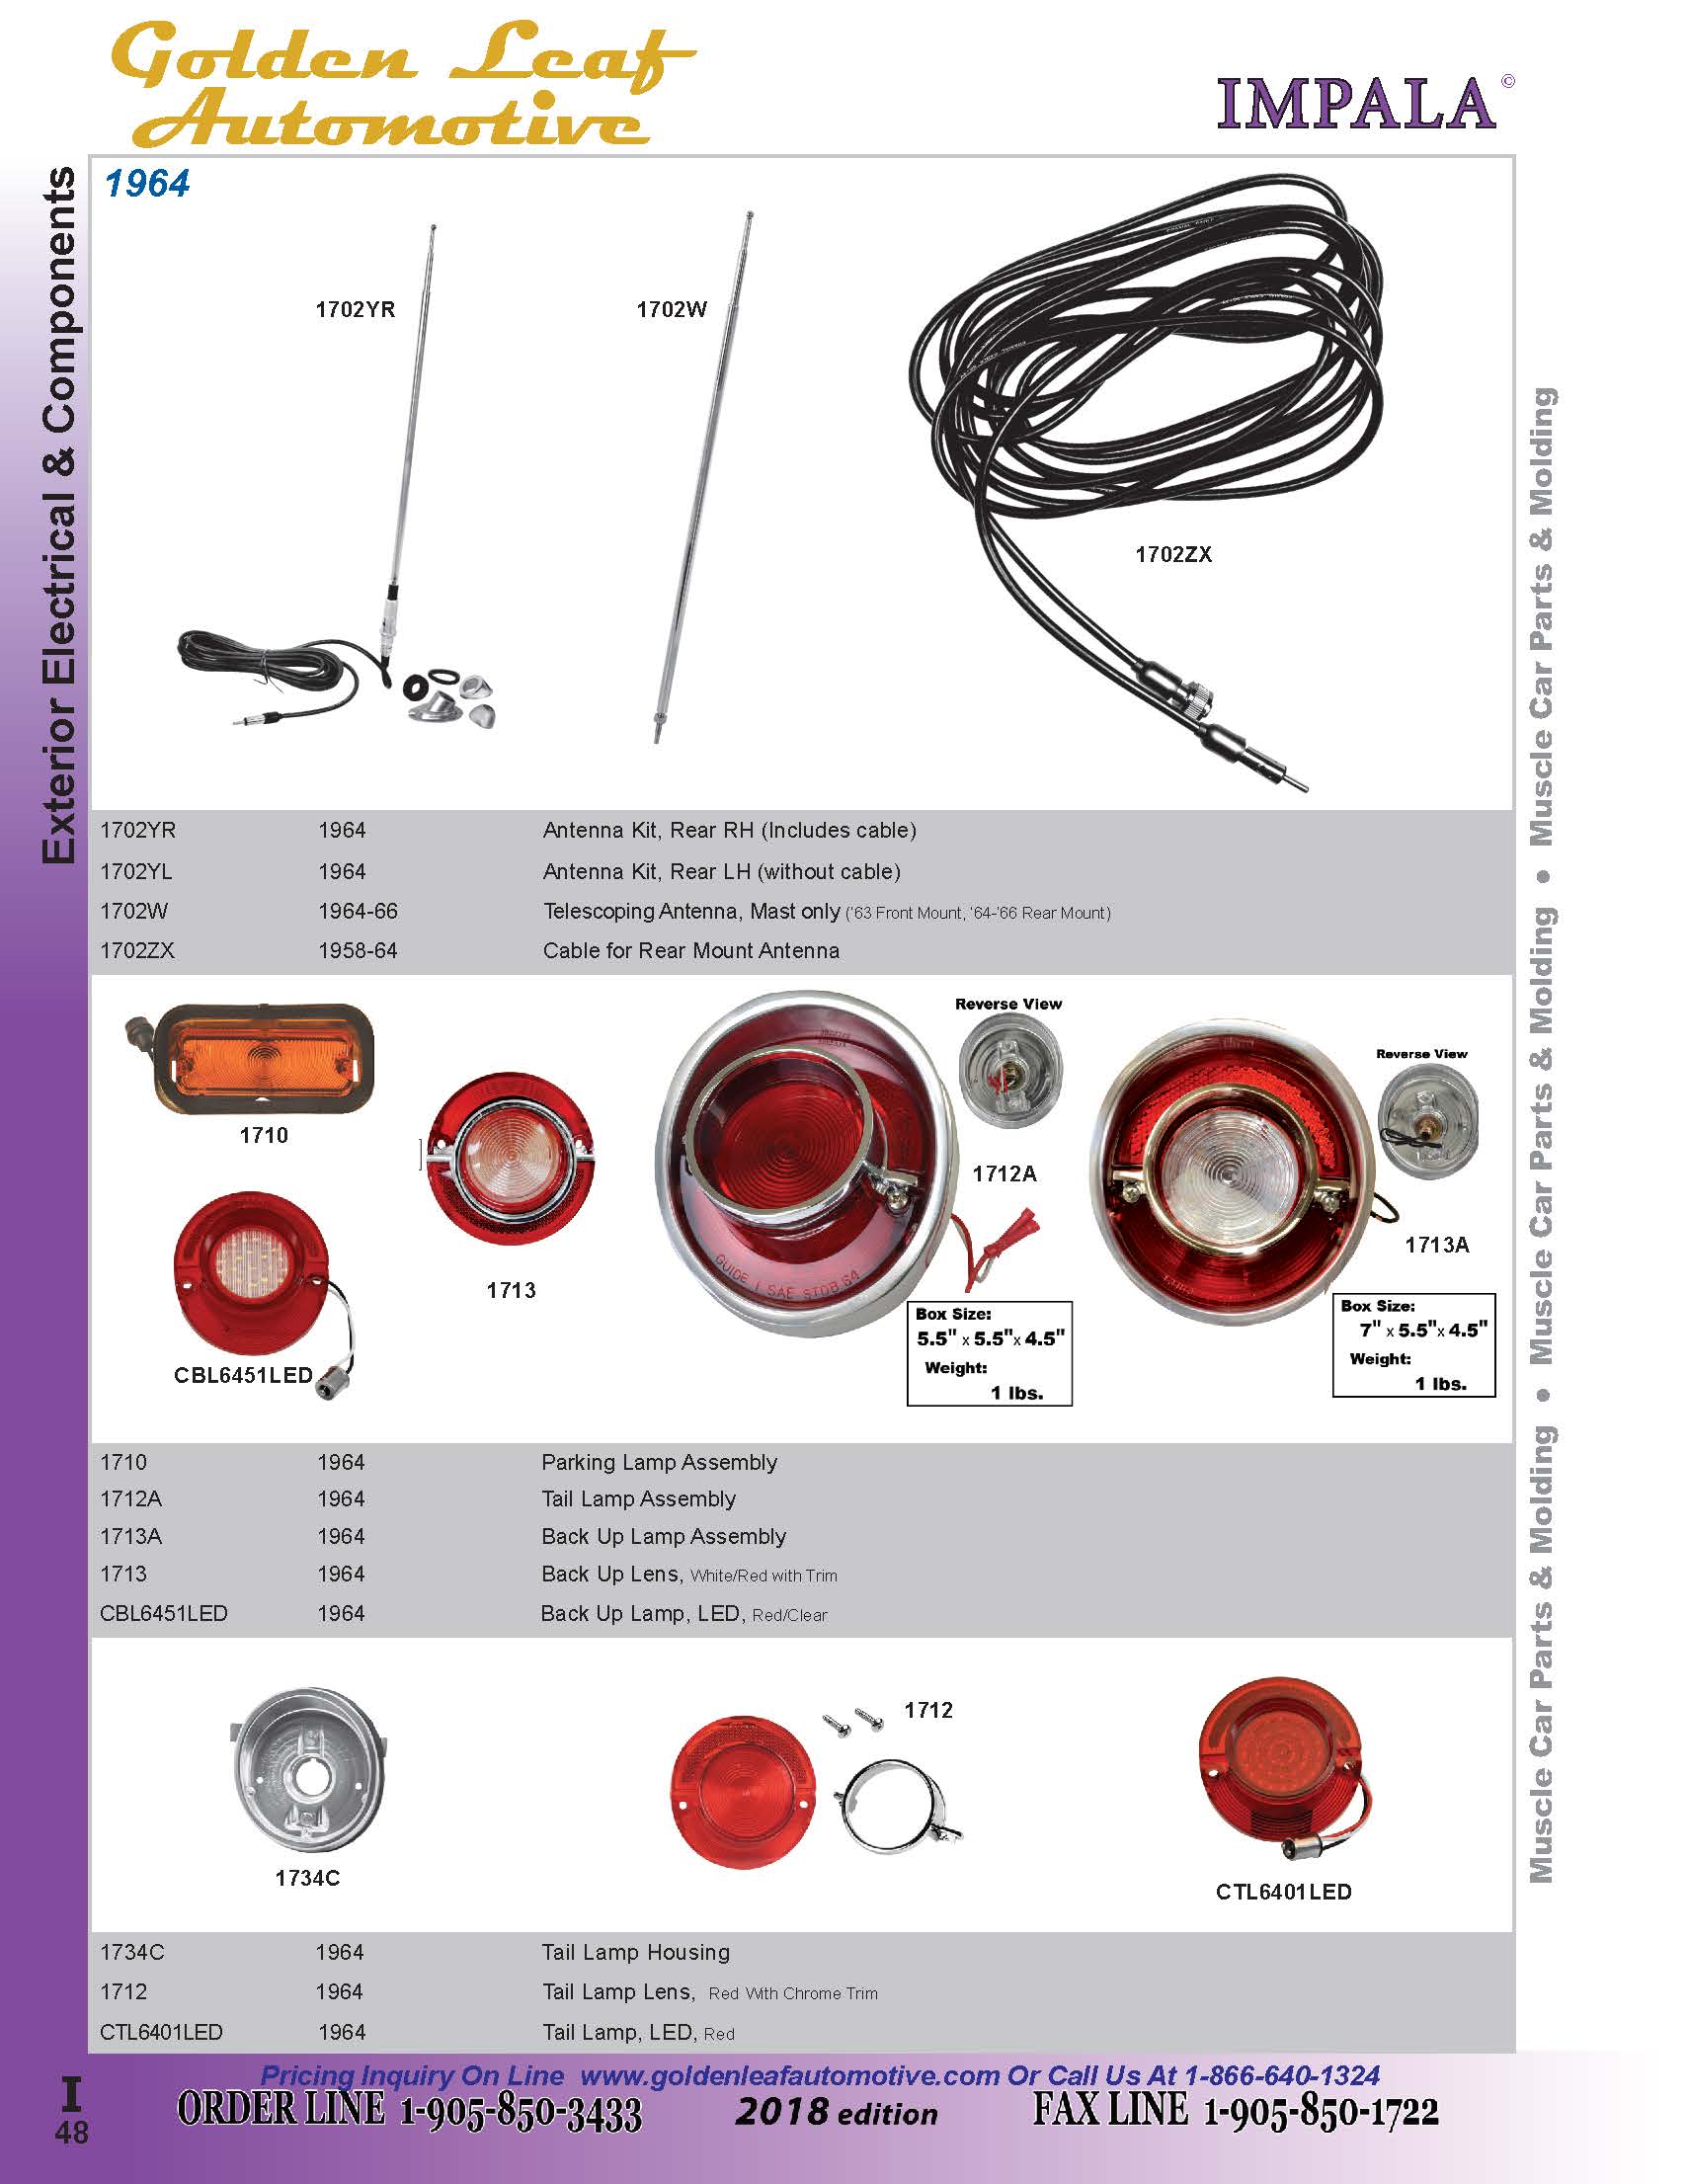 Golden Leaf
Automotive
IMPALA©
Exterior Electrical & Components
1964
1702YR
1702W
1702ZX
1702YR 1964 Antenna Kit, Rear RH (Includes cable)
1702YL 1964 Antenna Kit, Rear LH (without cable)
1702W 1964-66 Telescoping Antenna, Mast only ('63 Front Mount, '64-'66 Rear Mount)
1702ZX 1958-64 Cable for Rear Mount Antenna
Reverse View
Reverse View
1710
1712A
1713A
1713
CBL6451LED
GUIDE 1 SAE STDB 64
Box Size:
5.5" x 5.5"x 4.5"
Weight:
1 lbs.
Box Size:
7" x 5.5"x 4.5"
Weight:
1 lbs.
1710 1964 Parking Lamp Assembly
1712A 1964 Tail Lamp Assembly
1713A 1964 Back Up Lamp Assembly
1713 1964 Back Up Lens, White/Red with Trim
CBL6451LED 1964 Back Up Lamp, LED, Red/Clear
1712
1734C
CTL6401LED
1734C 1964 Tail Lamp Housing
1712 1964 Tail Lamp Lens, Red With Chrome Trim
CTL6401LED 1964 Tail Lamp, LED, Red
Muscle Car Parts & Molding • Muscle Car Parts & Molding • Muscle Car Parts & Molding
Pricing Inquiry On Line www.goldenleafautomotive.com Or Call Us At 1-866-640-1324
ORDER LINE 1-905-850-3433 2018 edition FAX LINE 1-905-850-1722
I
48